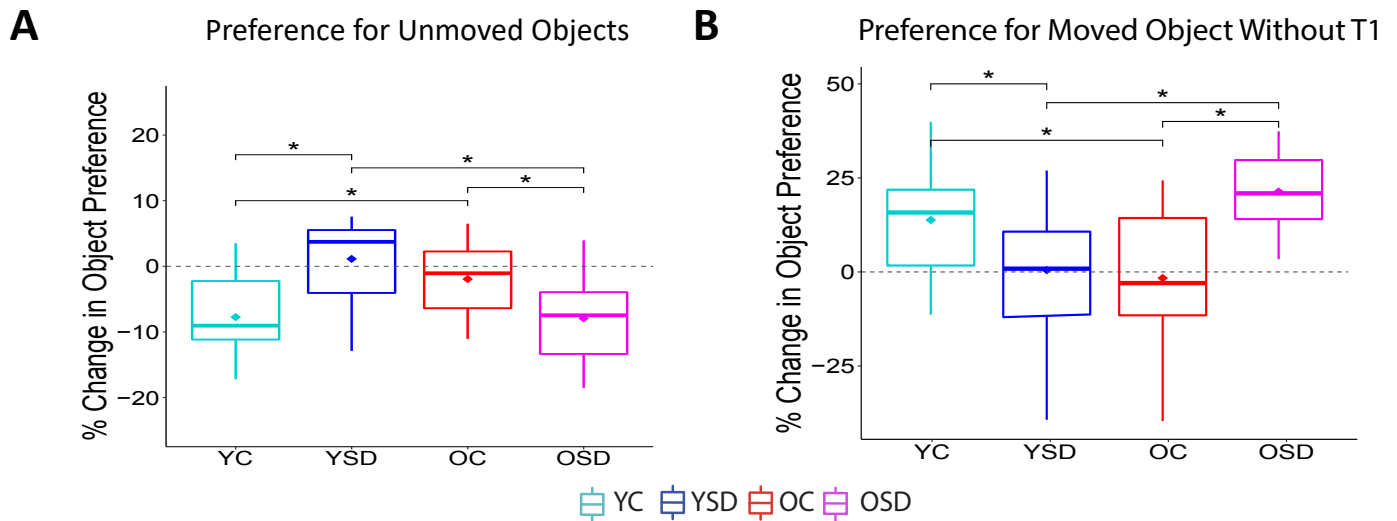 A
Preference for Unmoved Objects
% Change in Object Preference
20
10
0
−10
−20
*
*
*
*
YC YSD OC OSD
B
Preference for Moved Object Without T1
% Change in Object Preference
50
25
0
−25
*
*
*
*
YC YSD OC OSD
YC YSD OC OSD